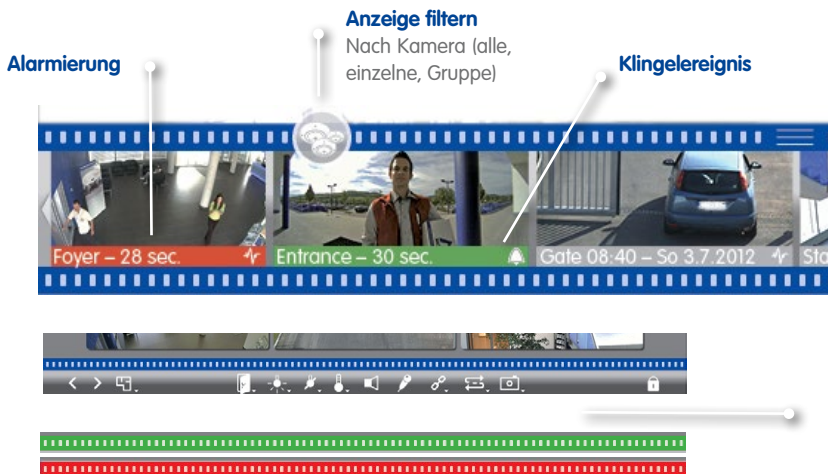 Anzeige filtern
Nach Kamera (alle,
einzelne, Gruppe)
Alarmierung
Klingelereignis
Foyer – 28 sec.
Entrance – 30 sec.
Gate 08:40 – So 3.7.2012
Sta